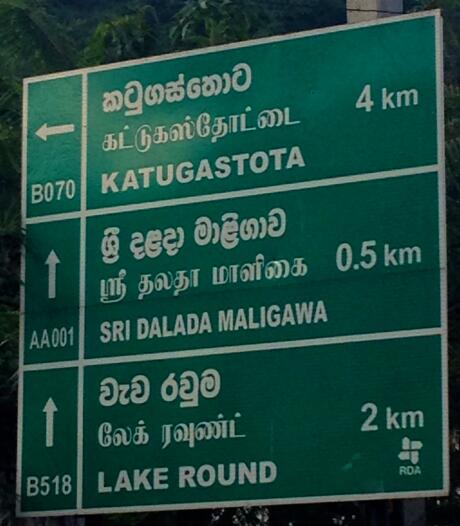 කටුගස්තොට
கட்டுகஸ்தோட்டை 4 km
B070 KATUGASTOTA
ශ්‍රී දළදා මාළිගාව
ஸ்ரீ தலதா மாளிகை 0.5 km
AA001 SRI DALADA MALIGAWA
වැව රවුම
லேக் ரவுண்ட் 2 km
B518 LAKE ROUND
RDA